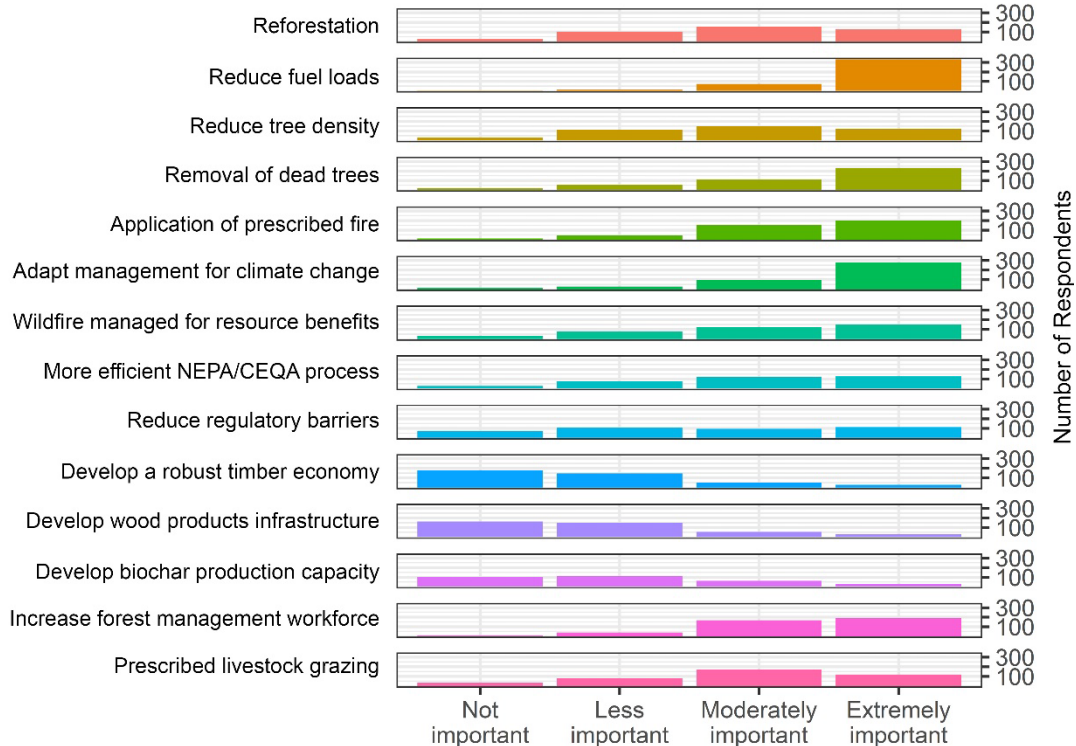 Reforestation
300
100
Reduce fuel loads
300
100
Reduce tree density
300
100
Removal of dead trees
300
100
Application of prescribed fire
300
100
Adapt management for climate change
300
100
Wildfire managed for resource benefits
300
100
More efficient NEPA/CEQA process
300
100
Reduce regulatory barriers
300
100
Develop a robust timber economy
300
100
Develop wood products infrastructure
300
100
Develop biochar production capacity
300
100
Increase forest management workforce
300
100
Prescribed livestock grazing
300
100
Number of Respondents
Not
important
Less
important
Moderately
important
Extremely
important